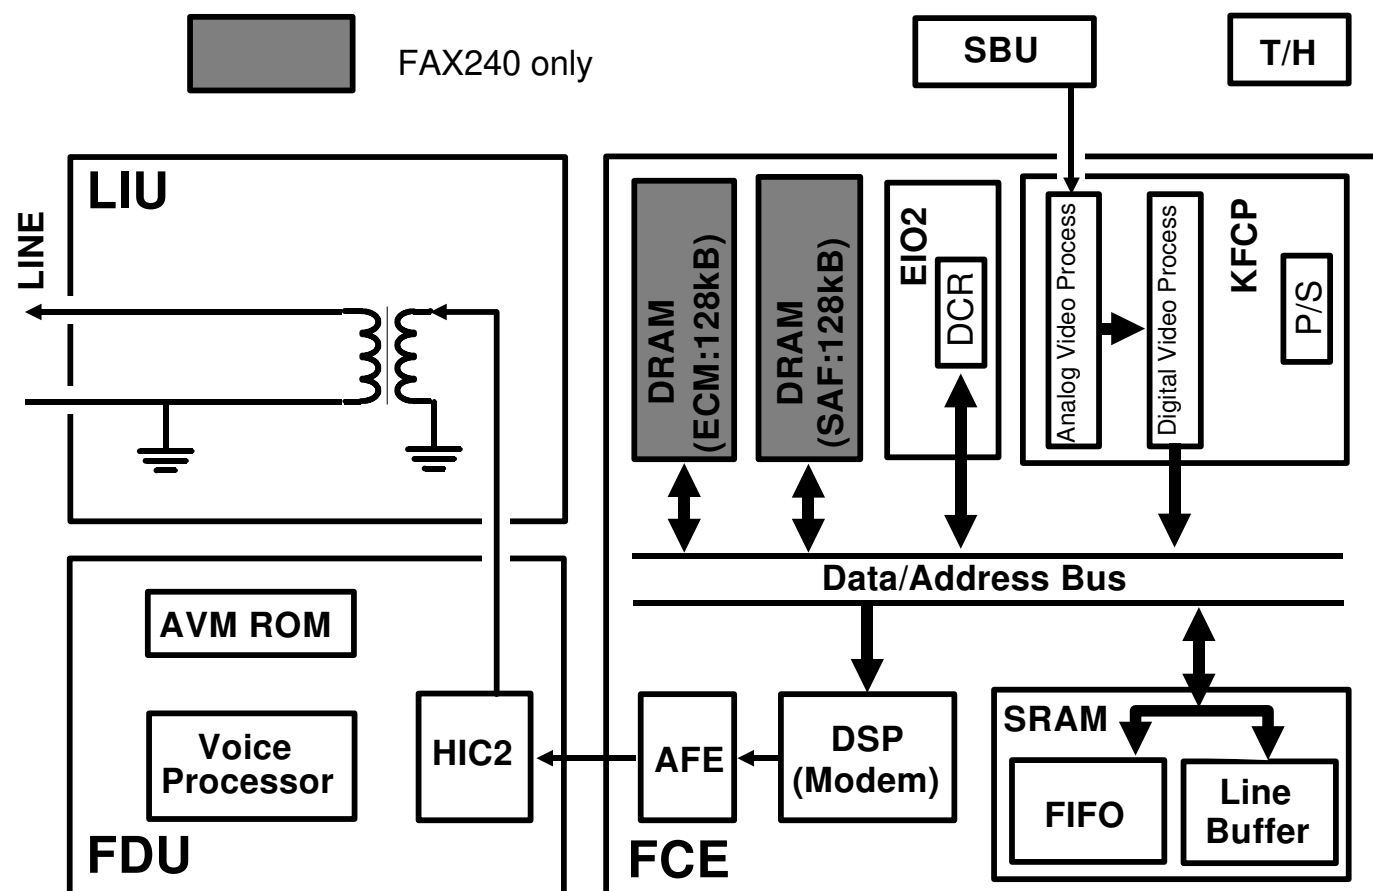 FAX240 only
SBU
T/H
LIU
LINE
DRAM
(ECM:128kB)
DRAM
(SAF:128kB)
EIO2
DCR
Analog Video Process
Digital Video Process
KFCP
P/S
Data/Address Bus
AVM ROM
Voice
Processor
HIC2
FDU
AFE
DSP
(Modem)
SRAM
FIFO
Line
Buffer
FCE